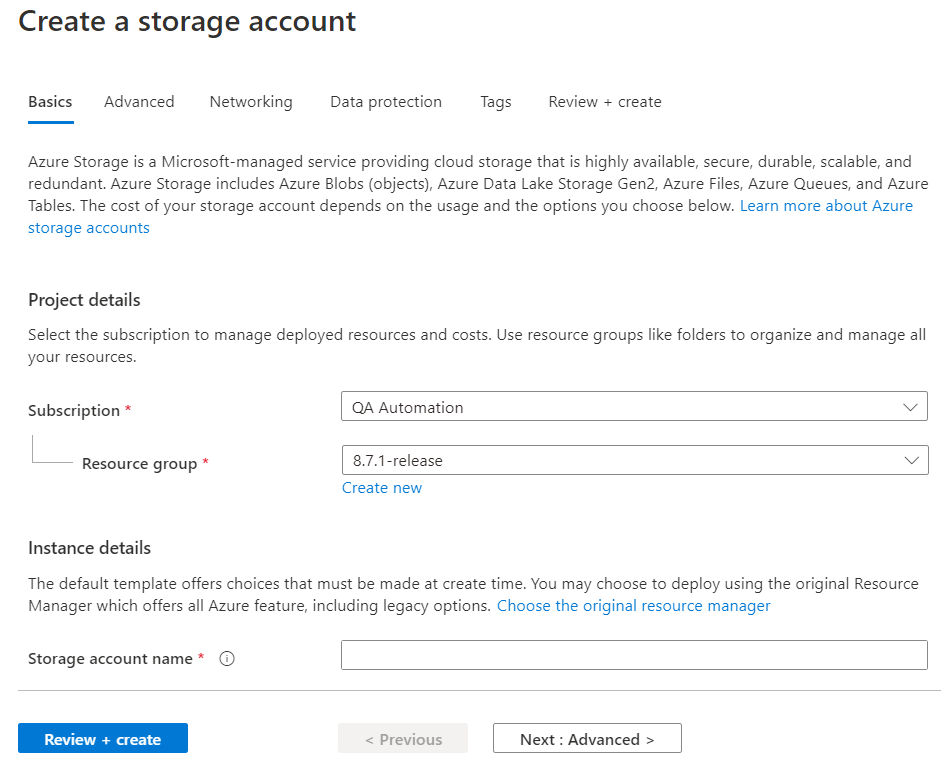 Create a storage account
Basics Advanced Networking Data protection Tags Review + create
Azure Storage is a Microsoft-managed service providing cloud storage that is highly available, secure, durable, scalable, and
redundant. Azure Storage includes Azure Blobs (objects), Azure Data Lake Storage Gen2, Azure Files, Azure Queues, and Azure
Tables. The cost of your storage account depends on the usage and the options you choose below. Learn more about Azure
storage accounts
Project details
Select the subscription to manage deployed resources and costs. Use resource groups like folders to organize and manage all
your resources.
Subscription * QA Automation
Resource group * 8.7.1-release
Create new
Instance details
The default template offers choices that must be made at create time. You may choose to deploy using the original Resource
Manager which offers all Azure feature, including legacy options. Choose the original resource manager
Storage account name *
Review + create < Previous Next : Advanced >